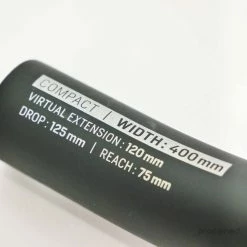 COMPACT | WIDTH: 400mm
VIRTUAL EXTENSION: 120mm
DROP: 125mm | REACH: 75mm